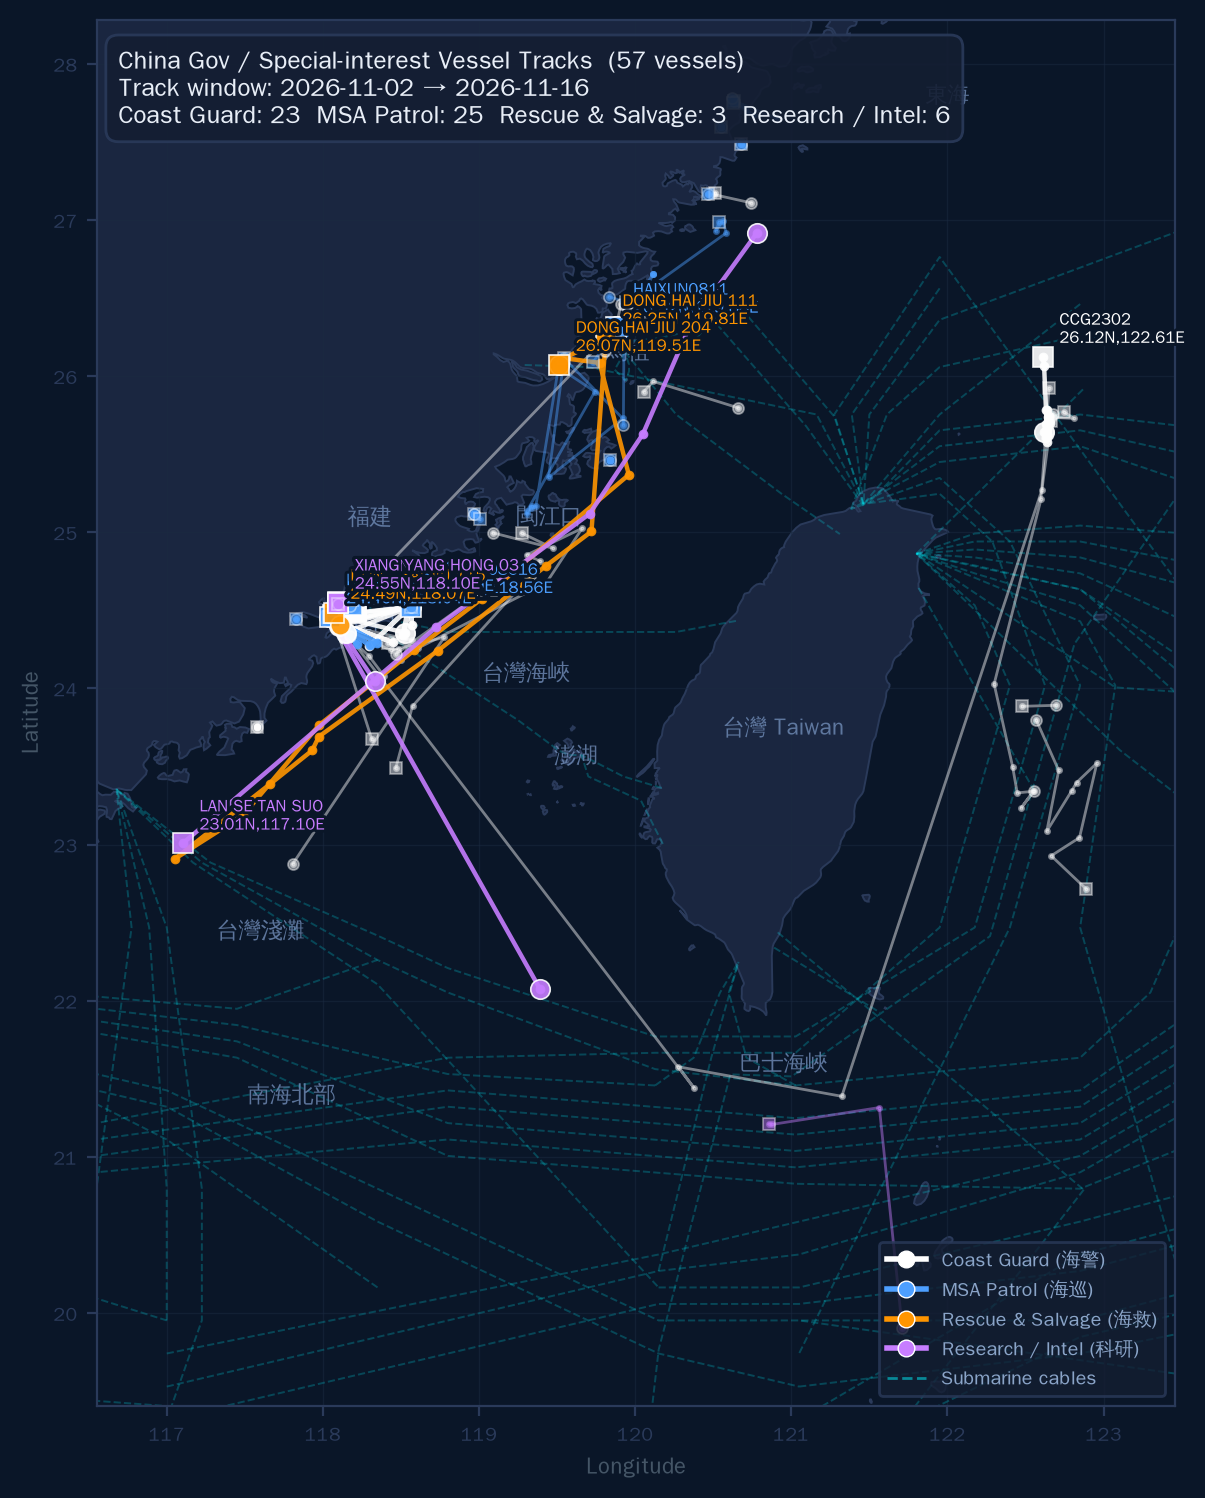 China Gov / Special-interest Vessel Tracks (57 vessels)
Track window: 2026-11-02 → 2026-11-16
Coast Guard: 23 MSA Patrol: 25 Rescue & Salvage: 3 Research / Intel: 6
東海
28
27
26
25
24
23
22
21
20
Latitude
HAIXUN0811
DONG HAI JIU 111
26.25N,119.81E
DONG HAI JIU 204
26.07N,119.51E
CCG2302
26.12N,122.61E
福建
閩江口
XIANG YANG HONG 03
24.55N,118.10E
24.49N,118.07E
台灣海峽
台灣 Taiwan
澎湖
LAN SE TAN SUO
23.01N,117.10E
台灣淺灘
巴士海峽
南海北部
Coast Guard (海警)
MSA Patrol (海巡)
Rescue & Salvage (海救)
Research / Intel (科研)
Submarine cables
117
118
119
120
121
122
123
Longitude